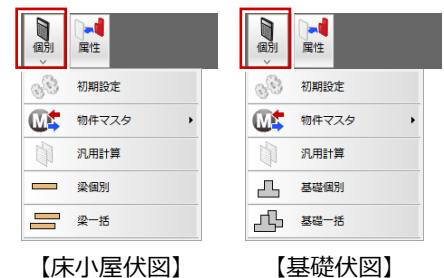 個別
属性
初期設定
M 物件マスタ
汎用計算
梁個別
梁一括
【床小屋伏図】
個別
属性
初期設定
M 物件マスタ
汎用計算
基礎個別
基礎一括
【基礎伏図】